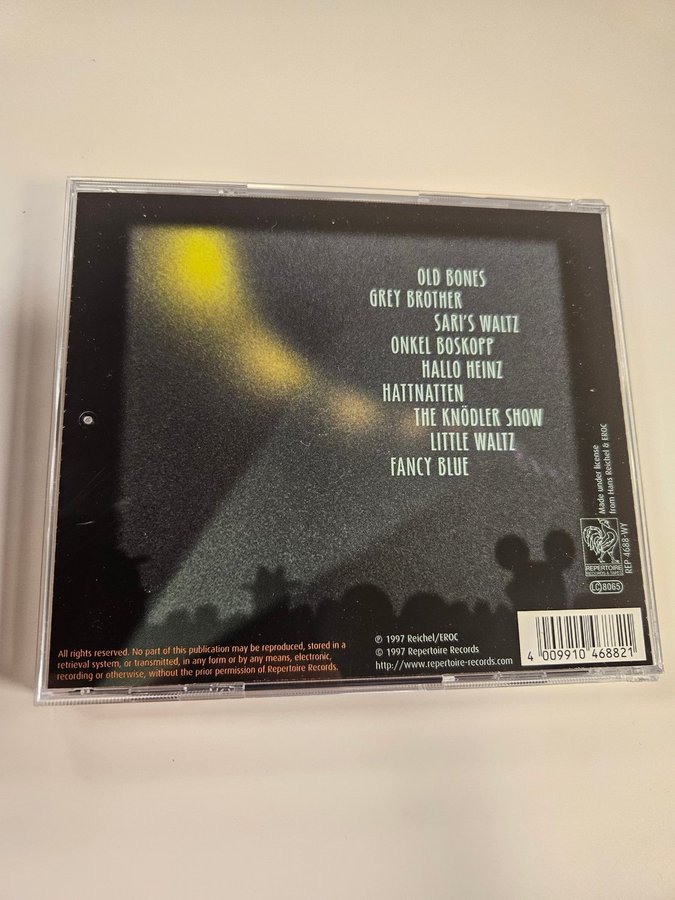 OLD BONES
GREY BROTHER
SARI'S WALTZ
ONKEL BOSKOPP
HALLO HEINZ
HATTNATTEN
THE KNÖDLER SHOW
LITTLE WALTZ
FANCY BLUE
Made under license
from Hans Reichel & EROC
REPERTOIRE
RECORDS & TAPES
REP 4688-WY
LC 8065
All rights reserved. No part of this publication may be reproduced, stored in a
retrieval system, or transmitted, in any form or by any means, electronic,
recording or otherwise, without the prior permission of Repertoire Records.
℗ 1997 Reichel/EROC
© 1997 Repertoire Records
http://www.repertoire-records.com
4 009910 468821